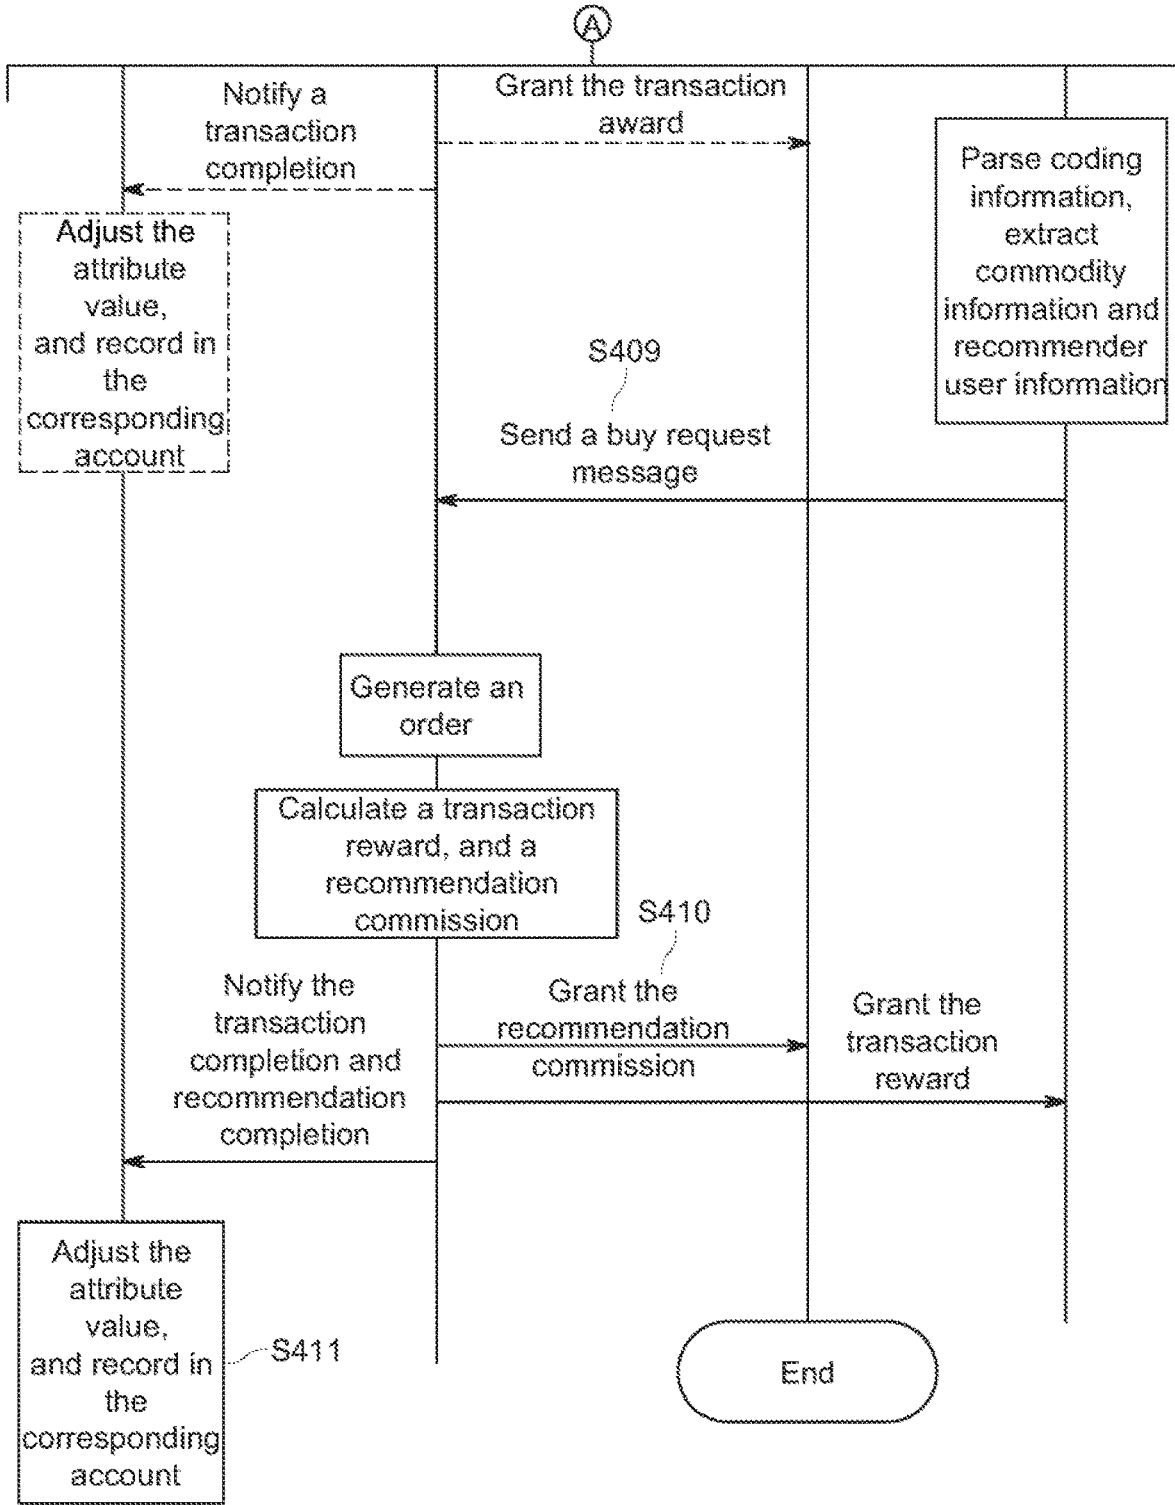 A
Notify a
transaction
completion
Grant the transaction
award
Parse coding
information,
extract
commodity
information and
recommender
user information
Adjust the
attribute
value,
and record in
the
corresponding
account
S409
Send a buy request
message
Generate an
order
Calculate a transaction
reward, and a
recommendation
commission
S410
Notify the
transaction
completion and
recommendation
completion
Grant the
recommendation
commission
Grant the
transaction
reward
Adjust the
attribute
value,
and record in
the
corresponding
account
S411
End